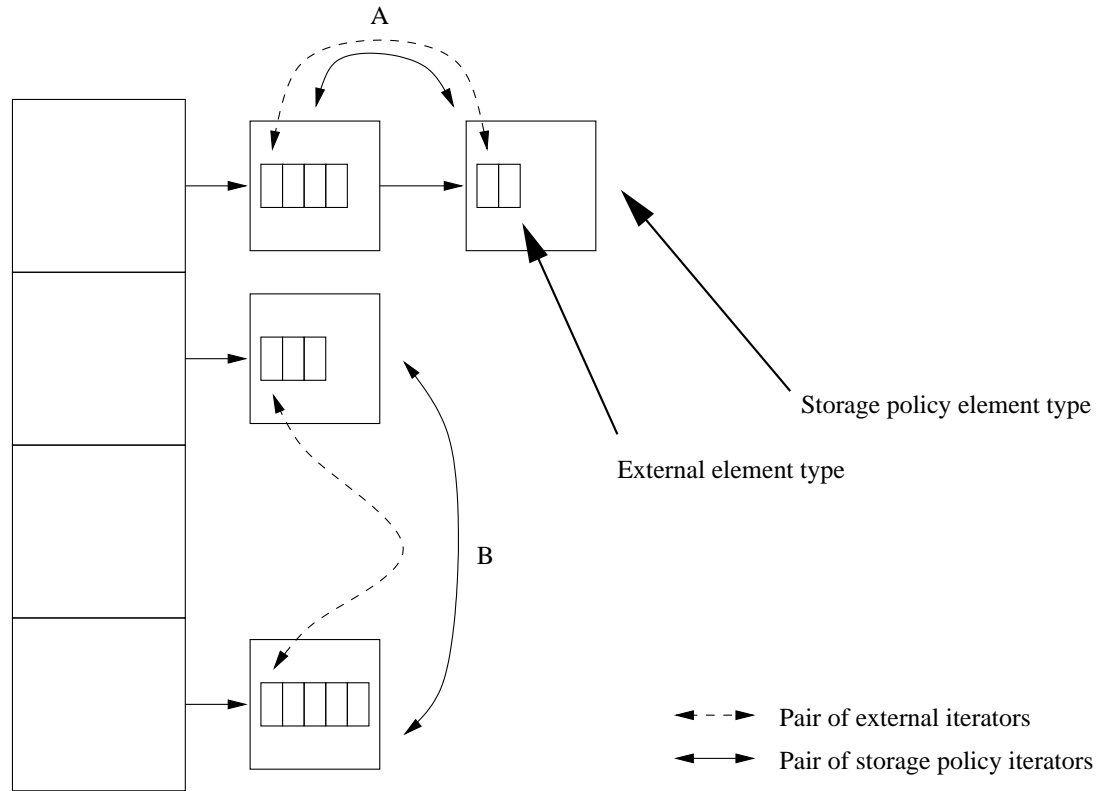 A
Storage policy element type
External element type
B
Pair of external iterators
Pair of storage policy iterators